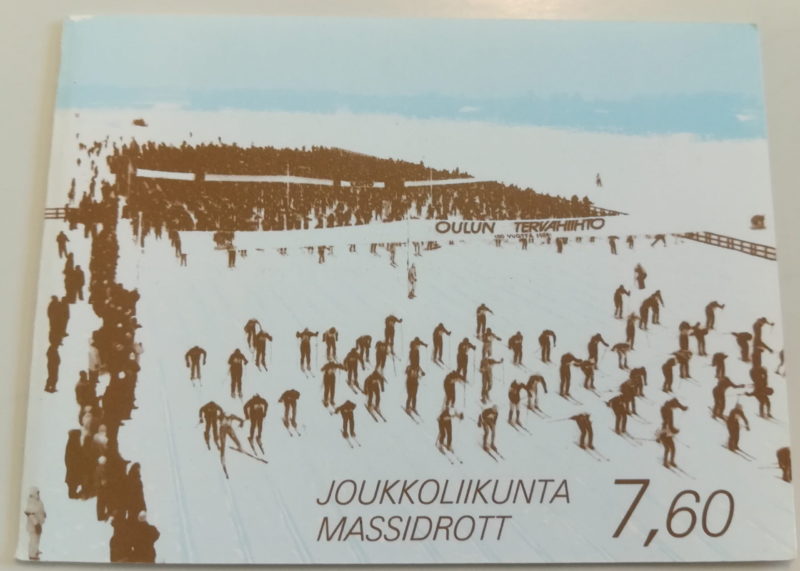 OULUN TERVAHIIHTO
JOUKKOLIIKUNTA
MASSIDROTT
7,60